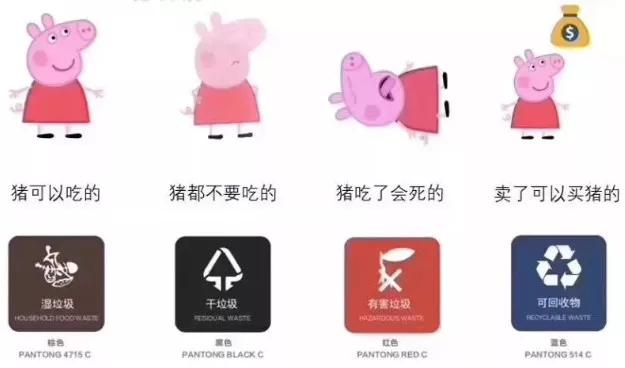 猪可以吃的
猪都不要吃的
猪吃了会死的
卖了可以买猪的
湿垃圾
HOUSEHOLD FOOD WASTE
干垃圾
RESIDUAL WASTE
有害垃圾
HAZARDOUS WASTE
可回收物
RECYCLABLE WASTE
棕色
PANTONG 4715 C
黑色
PANTONG BLACK C
红色
PANTONG RED C
蓝色
PANTONG 514 C